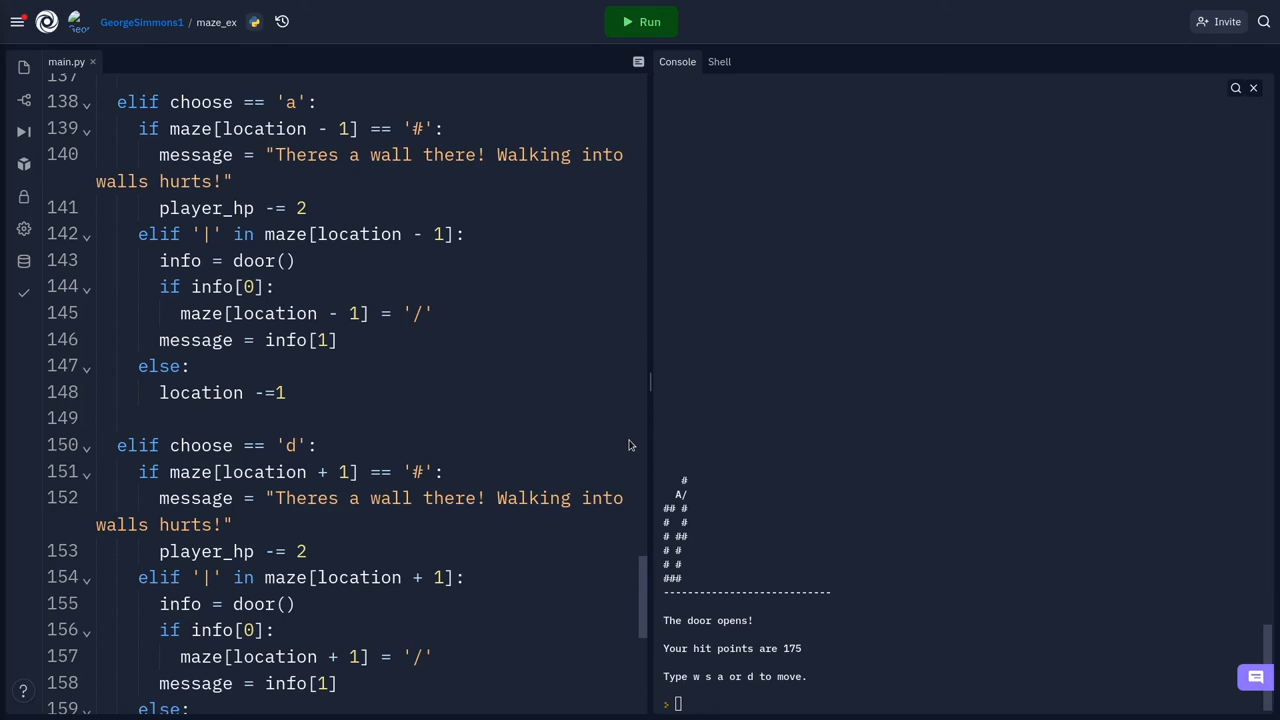 GeorgeSimmons1 / maze_ex
Run
Invite
main.py
Console
Shell
137
138 elif choose == 'a':
139 if maze[location - 1] == '#':
140 message = "Theres a wall there! Walking into
walls hurts!"
141 player_hp -= 2
142 elif '|' in maze[location - 1]:
143 info = door()
144 if info[0]:
145 maze[location - 1] = '/'
146 message = info[1]
147 else:
148 location -=1
149
150 elif choose == 'd':
151 if maze[location + 1] == '#':
152 message = "Theres a wall there! Walking into
walls hurts!"
153 player_hp -= 2
154 elif '|' in maze[location + 1]:
155 info = door()
156 if info[0]:
157 maze[location + 1] = '/'
158 message = info[1]
159 else:
#
A/
## #
#  #
# ##
# #
# #
###
---------------------------
The door opens!
Your hit points are 175
Type w s a or d to move.
>
?